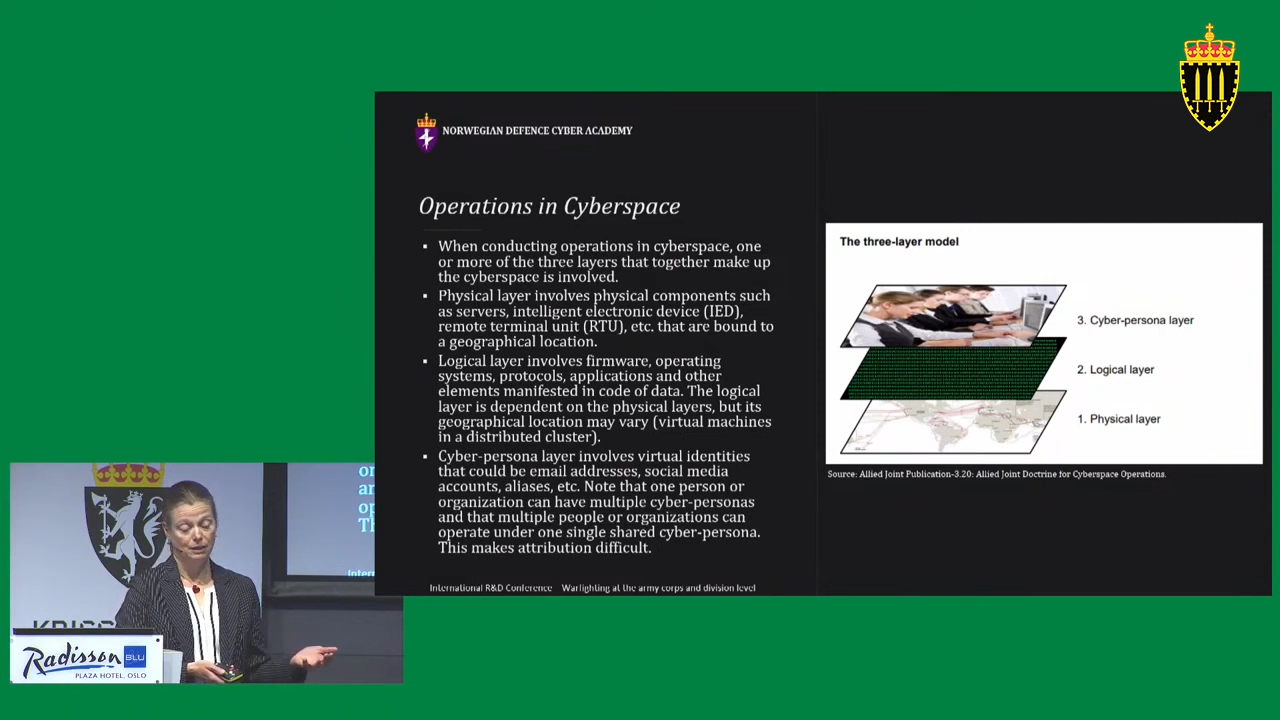 NORWEGIAN DEFENCE CYBER ACADEMY
Operations in Cyberspace
▪ When conducting operations in cyberspace, one
or more of the three layers that together make up
the cyberspace is involved.
▪ Physical layer involves physical components such
as servers, intelligent electronic device (IED),
remote terminal unit (RTU), etc. that are bound to
a geographical location.
▪ Logical layer involves firmware, operating
systems, protocols, applications and other
elements manifested in code of data. The logical
layer is dependent on the physical layers, but its
geographical location may vary (virtual machines
in a distributed cluster).
▪ Cyber-persona layer involves virtual identities
that could be email addresses, social media
accounts, aliases, etc. Note that one person or
organization can have multiple cyber-personas
and that multiple people or organizations can
operate under one single shared cyber-persona.
This makes attribution difficult.
International R&D Conference Warfighting at the army corps and division level
The three-layer model
3. Cyber-persona layer
2. Logical layer
1. Physical layer
Source: Allied Joint Publication-3.20: Allied Joint Doctrine for Cyberspace Operations.
or
an
op
Th
Intern
Radisson BLU
PLAZA HOTEL, OSLO